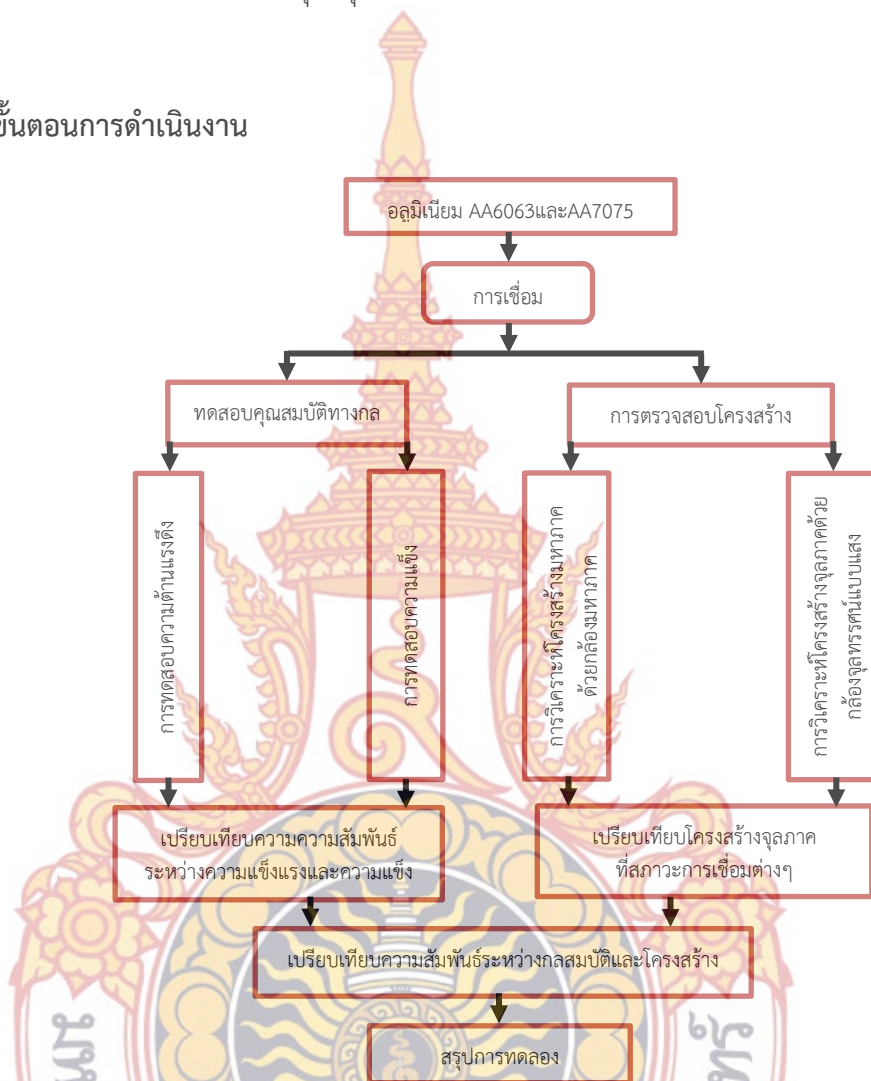 ขั้นตอนการดำเนินงาน
อลูมิเนียม AA6063และAA7075
การเชื่อม
ทดสอบคุณสมบัติทางกล
การตรวจสอบโครงสร้าง
การทดสอบความต้านแรงดึง
การทดสอบความแข็ง
การวิเคราะห์โครงสร้างมหาภาค
ด้วยกล้องมหาภาค
การวิเคราะห์โครงสร้างจุลภาคด้วย
กล้องจุลทรรศน์แบบแสง
เปรียบเทียบความความสัมพันธ์
ระหว่างความแข็งแรงและความแข็ง
เปรียบเทียบโครงสร้างจุลภาค
ที่สภาวะการเชื่อมต่างๆ
เปรียบเทียบความสัมพันธ์ระหว่างกลสมบัติและโครงสร้าง
สรุปการทดลอง